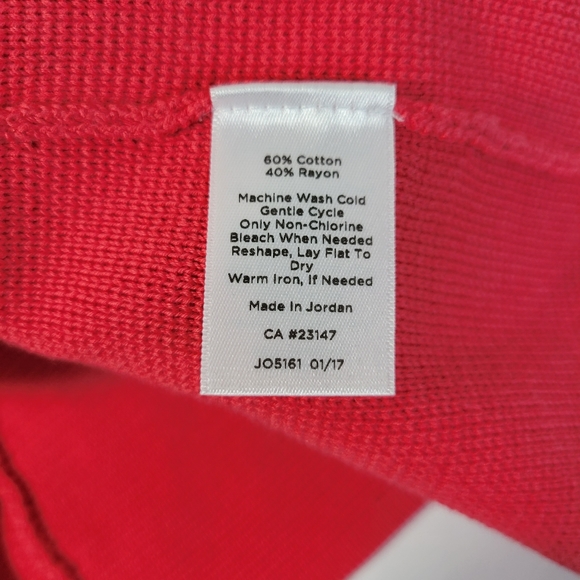 60% Cotton
40% Rayon
Machine Wash Cold
Gentle Cycle
Only Non-Chlorine
Bleach When Needed
Reshape, Lay Flat To
Dry
Warm Iron, If Needed
Made In Jordan
CA #23147
JO5161 01/17